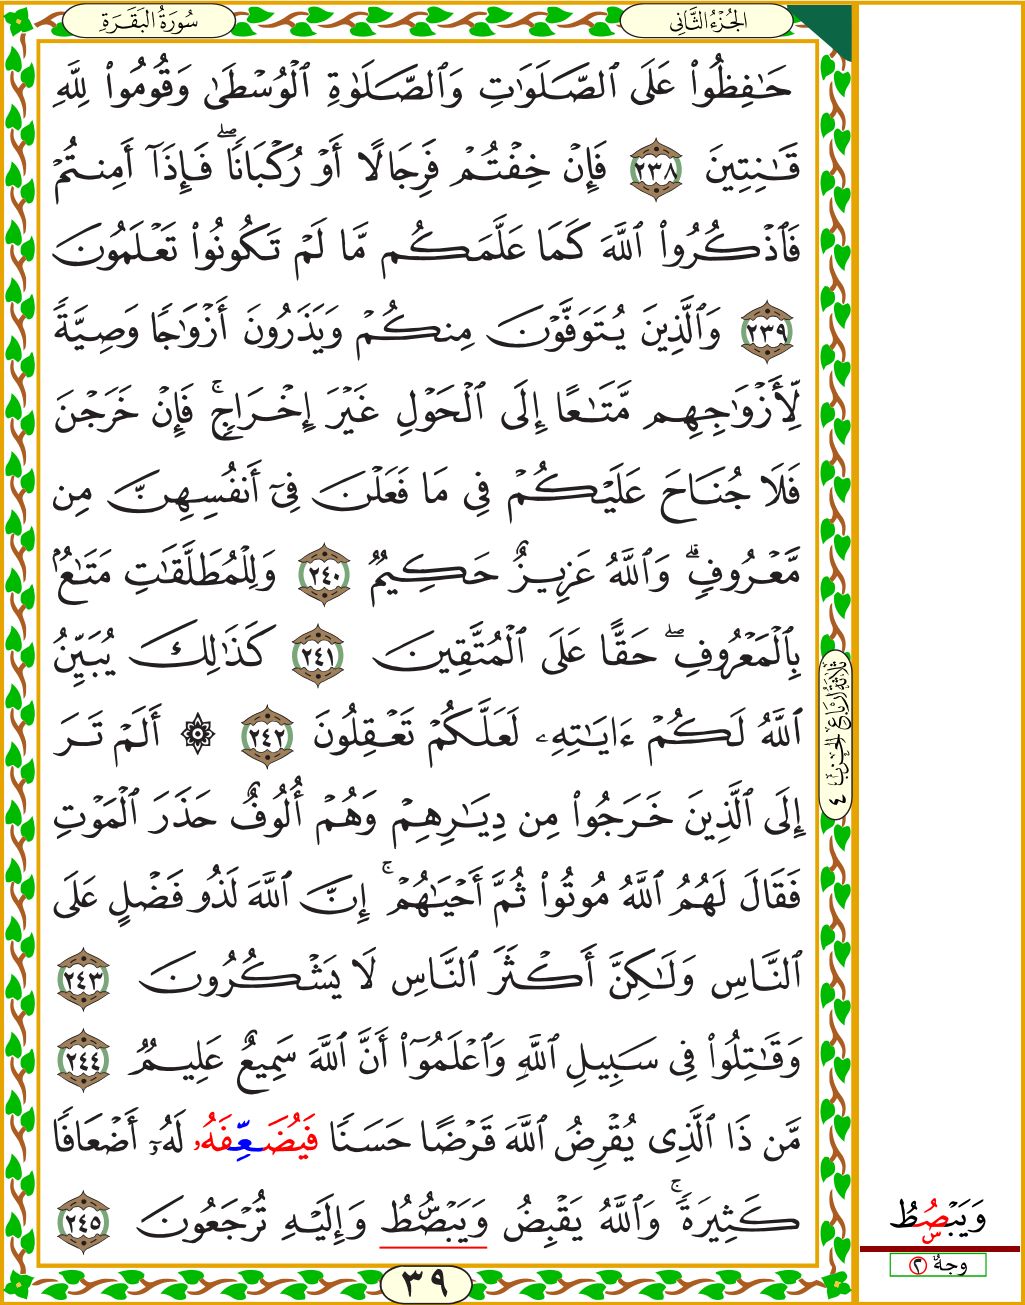 سُورَةُ البَقَرَةِ
الجُزْءُ الثَّانِي
حَٰفِظُوا۟ عَلَى ٱلصَّلَوَٰتِ وَٱلصَّلَوٰةِ ٱلْوُسْطَىٰ وَقُومُوا۟ لِلَّهِ
قَٰنِتِينَ ٢٣٨ فَإِنْ خِفْتُمْ فَرِجَالًا أَوْ رُكْبَانًاۖ فَإِذَآ أَمِنتُمْ
فَٱذْكُرُوا۟ ٱللَّهَ كَمَا عَلَّمَكُم مَّا لَمْ تَكُونُوا۟ تَعْلَمُونَ
٢٣٩ وَٱلَّذِينَ يُتَوَفَّوْنَ مِنكُمْ وَيَذَرُونَ أَزْوَٰجًا وَصِيَّةً
لِّأَزْوَٰجِهِم مَّتَٰعًا إِلَى ٱلْحَوْلِ غَيْرَ إِخْرَاجٍۚ فَإِنْ خَرَجْنَ
فَلَا جُنَاحَ عَلَيْكُمْ فِي مَا فَعَلْنَ فِىٓ أَنفُسِهِنَّ مِن
مَّعْرُوفٍۗ وَٱللَّهُ عَزِيزٌ حَكِيمٌ ٢٤٠ وَلِلْمُطَلَّقَٰتِ مَتَٰعٌۢ
بِٱلْمَعْرُوفِۖ حَقًّا عَلَى ٱلْمُتَّقِينَ ٢٤١ كَذَٰلِكَ يُبَيِّنُ
ٱللَّهُ لَكُمْ ءَايَٰتِهِۦ لَعَلَّكُمْ تَعْقِلُونَ ٢٤٢ ۞ أَلَمْ تَرَ
إِلَى ٱلَّذِينَ خَرَجُوا۟ مِن دِيَٰرِهِمْ وَهُمْ أُلُوفٌ حَذَرَ ٱلْمَوْتِ
فَقَالَ لَهُمُ ٱللَّهُ مُوتُوا۟ ثُمَّ أَحْيَٰهُمْۚ إِنَّ ٱللَّهَ لَذُو فَضْلٍ عَلَى
ٱلنَّاسِ وَلَٰكِنَّ أَكْثَرَ ٱلنَّاسِ لَا يَشْكُرُونَ ٢٤٣
وَقَٰتِلُوا۟ فِى سَبِيلِ ٱللَّهِ وَٱعْلَمُوٓا۟ أَنَّ ٱللَّهَ سَمِيعٌ عَلِيمٌ ٢٤٤
مَّن ذَا ٱلَّذِى يُقْرِضُ ٱللَّهَ قَرْضًا حَسَنًا فَيُضَعِّفَهُۥ لَهُۥٓ أَضْعَافًا
كَثِيرَةًۚ وَٱللَّهُ يَقْبِضُ وَيَبْصُۜطُ وَإِلَيْهِ تُرْجَعُونَ ٢٤٥
ثَلَاثَةُ أَرْبَاعِ الحِزْبِ ٤
وَيَبْصُۣطُ
وجهٌ ٢
٣٩